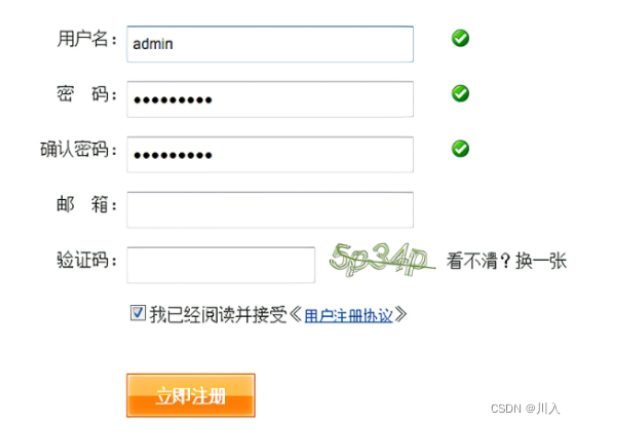 用户名： admin
密 码： ●●●●●●●●●
确认密码： ●●●●●●●●●
邮 箱：
验证码： 5p34p 看不清？换一张
我已经阅读并接受《用户注册协议》
立即注册
CSDN @川入